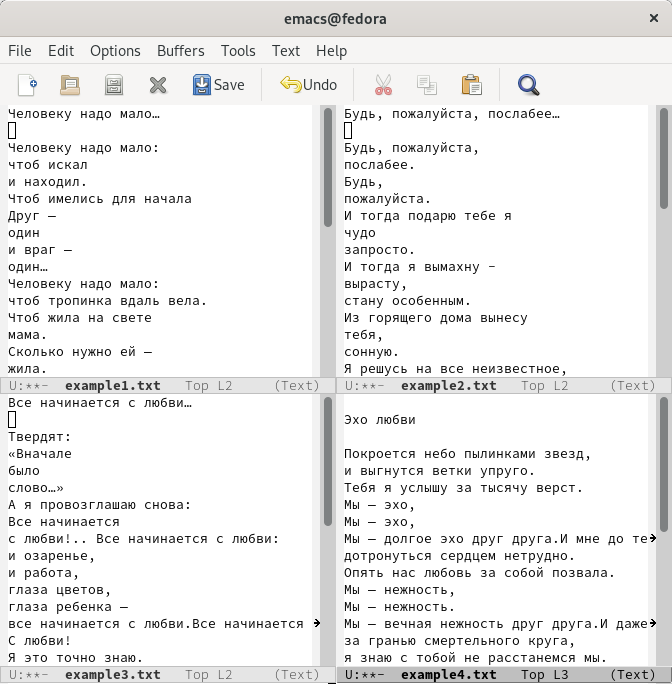 emacs@fedora
File Edit Options Buffers Tools Text Help
Save Undo
Человеку надо мало…
Человеку надо мало:
чтоб искал
и находил.
Чтоб имелись для начала
Друг —
один
и враг —
один…
Человеку надо мало:
чтоб тропинка вдаль вела.
Чтоб жила на свете
мама.
Сколько нужно ей —
жила.
U:**- example1.txt Top L2 (Text)
Будь, пожалуйста, послабее…
Будь, пожалуйста,
послабее.
Будь,
пожалуйста.
И тогда подарю тебе я
чудо
запросто.
И тогда я вымахну –
вырасту,
стану особенным.
Из горящего дома вынесу
тебя,
сонную.
Я решусь на все неизвестное,
U:**- example2.txt Top L2 (Text)
Все начинается с любви…
Твердят:
«Вначале
было
слово…»
А я провозглашаю снова:
Все начинается
с любви!.. Все начинается с любви:
и озаренье,
и работа,
глаза цветов,
глаза ребенка —
все начинается с любви.Все начинается
С любви!
Я это точно знаю.
U:**- example3.txt Top L2 (Text)
Эхо любви
Покроется небо пылинками звезд,
и выгнутся ветки упруго.
Тебя я услышу за тысячу верст.
Мы — эхо,
Мы — эхо,
Мы — долгое эхо друг друга.И мне до те
дотронуться сердцем нетрудно.
Опять нас любовь за собой позвала.
Мы — нежность,
Мы — нежность.
Мы — вечная нежность друг друга.И даже
за гранью смертельного круга,
я знаю с тобой не расстанемся мы.
U:**- example4.txt Top L3 (Text)